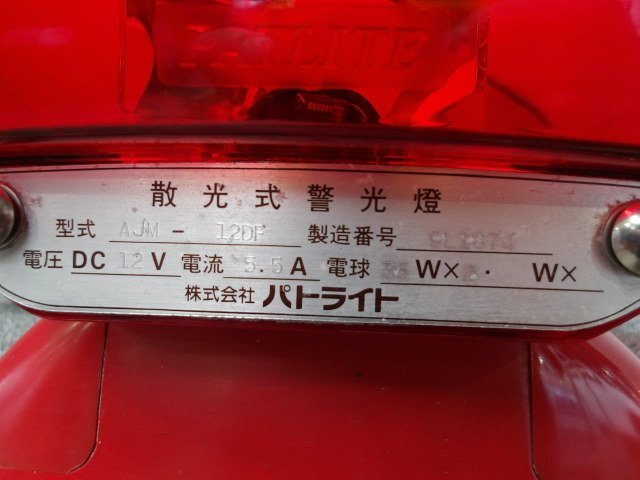 PATLITE
散光式警光燈
型式 AJM - 12DF 製造番号
電圧 DC 12 V 電流 5.5 A 電球 W× . W×
株式会社 パトライト